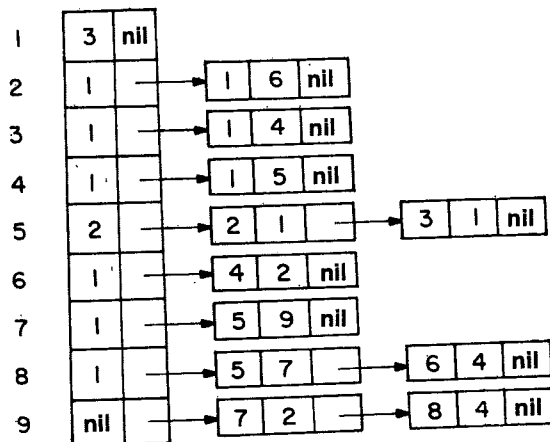 1 3 nil
2 1 1 6 nil
3 1 1 4 nil
4 1 1 5 nil
5 2 2 1 3 1 nil
6 1 4 2 nil
7 1 5 9 nil
8 1 5 7 6 4 nil
9 nil 7 2 8 4 nil